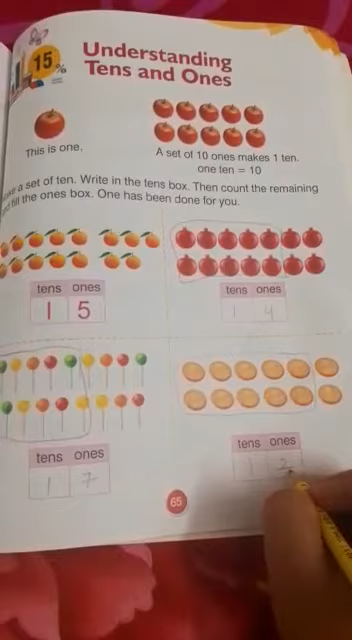 15%
Understanding
Tens and Ones
This is one.
A set of 10 ones makes 1 ten.
one ten = 10
a set of ten. Write in the tens box. Then count the remaining
fill the ones box. One has been done for you.
tens ones
1 5
tens ones
1 4
tens ones
1 7
tens ones
1 2
65